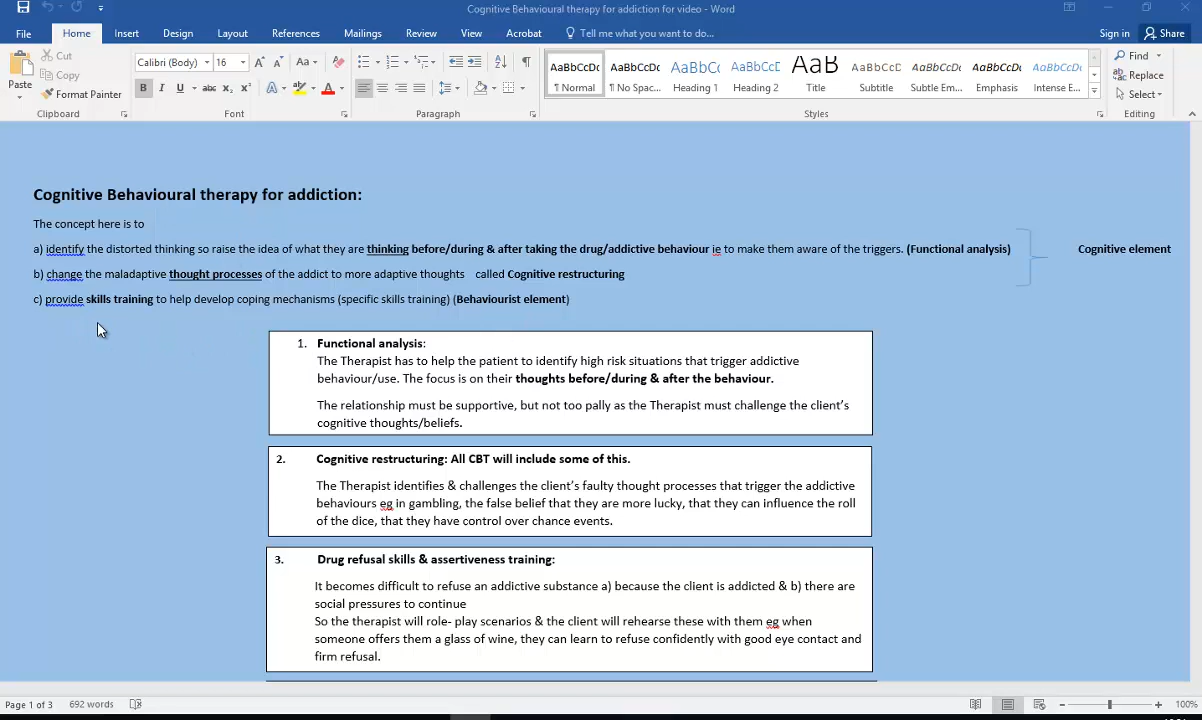 Cognitive Behavioural therapy for addiction for video - Word
File Home Insert Design Layout References Mailings Review View Acrobat Tell me what you want to do... Sign in Share
Cut
Calibri (Body) 16 Aa
AaBbCcDc AaBbCcDc AaBbCc AaBbCcD AaB AaBbCcD AaBbCcDc AaBbCcDc AaBbCcDc
Find
Copy
Replace
Paste
B I U abc x₂ x² A A
¶ Normal ¶ No Spac... Heading 1 Heading 2 Title Subtitle Subtle Em... Emphasis Intense E...
Format Painter
Select
Clipboard Font Paragraph Styles Editing
Cognitive Behavioural therapy for addiction:
The concept here is to
a) identify the distorted thinking so raise the idea of what they are thinking before/during & after taking the drug/addictive behaviour ie to make them aware of the triggers. (Functional analysis) Cognitive element
b) change the maladaptive thought processes of the addict to more adaptive thoughts called Cognitive restructuring
c) provide skills training to help develop coping mechanisms (specific skills training) (Behaviourist element)
1. Functional analysis:
The Therapist has to help the patient to identify high risk situations that trigger addictive
behaviour/use. The focus is on their thoughts before/during & after the behaviour.
The relationship must be supportive, but not too pally as the Therapist must challenge the client's
cognitive thoughts/beliefs.
2. Cognitive restructuring: All CBT will include some of this.
The Therapist identifies & challenges the client's faulty thought processes that trigger the addictive
behaviours eg in gambling, the false belief that they are more lucky, that they can influence the roll
of the dice, that they have control over chance events.
3. Drug refusal skills & assertiveness training:
It becomes difficult to refuse an addictive substance a) because the client is addicted & b) there are
social pressures to continue
So the therapist will role- play scenarios & the client will rehearse these with them eg when
someone offers them a glass of wine, they can learn to refuse confidently with good eye contact and
firm refusal.
Page 1 of 3 692 words 100%